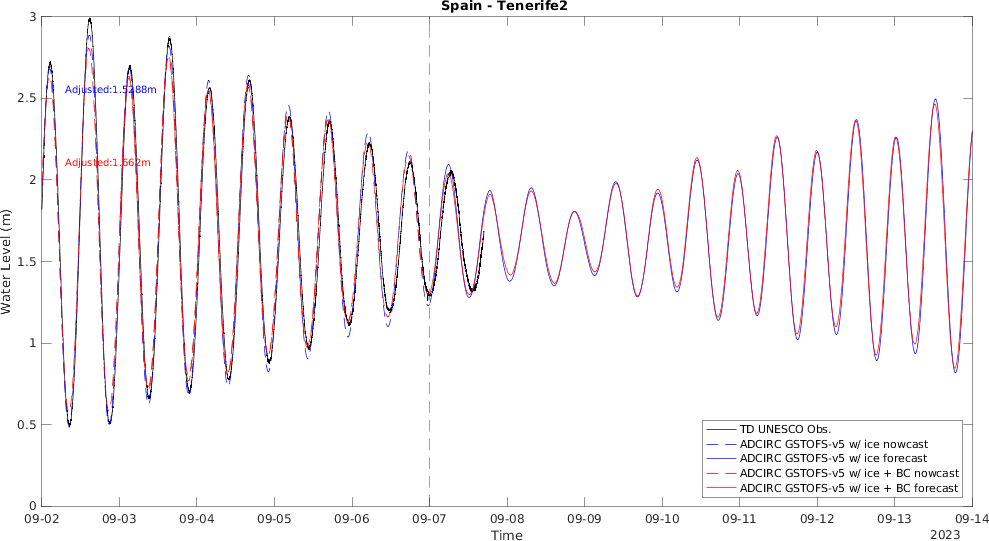 Spain - Tenerife2
Water Level (m)
3
2.5
2
1.5
1
0.5
0
Adjusted:1.5288m
Adjusted:1.662m
TD UNESCO Obs.
ADCIRC GSTOFS-v5 w/ ice nowcast
ADCIRC GSTOFS-v5 w/ ice forecast
ADCIRC GSTOFS-v5 w/ ice + BC nowcast
ADCIRC GSTOFS-v5 w/ ice + BC forecast
09-02 09-03 09-04 09-05 09-06 09-07 09-08 09-09 09-10 09-11 09-12 09-13 09-14
Time
2023